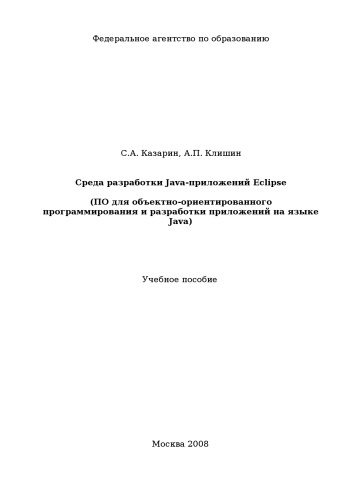 Федеральное агентство по образованию
С.А. Казарин, А.П. Клишин
Среда разработки Java-приложений Eclipse
(ПО для объектно-ориентированного
программирования и разработки приложений на языке
Java)
Учебное пособие
Москва 2008